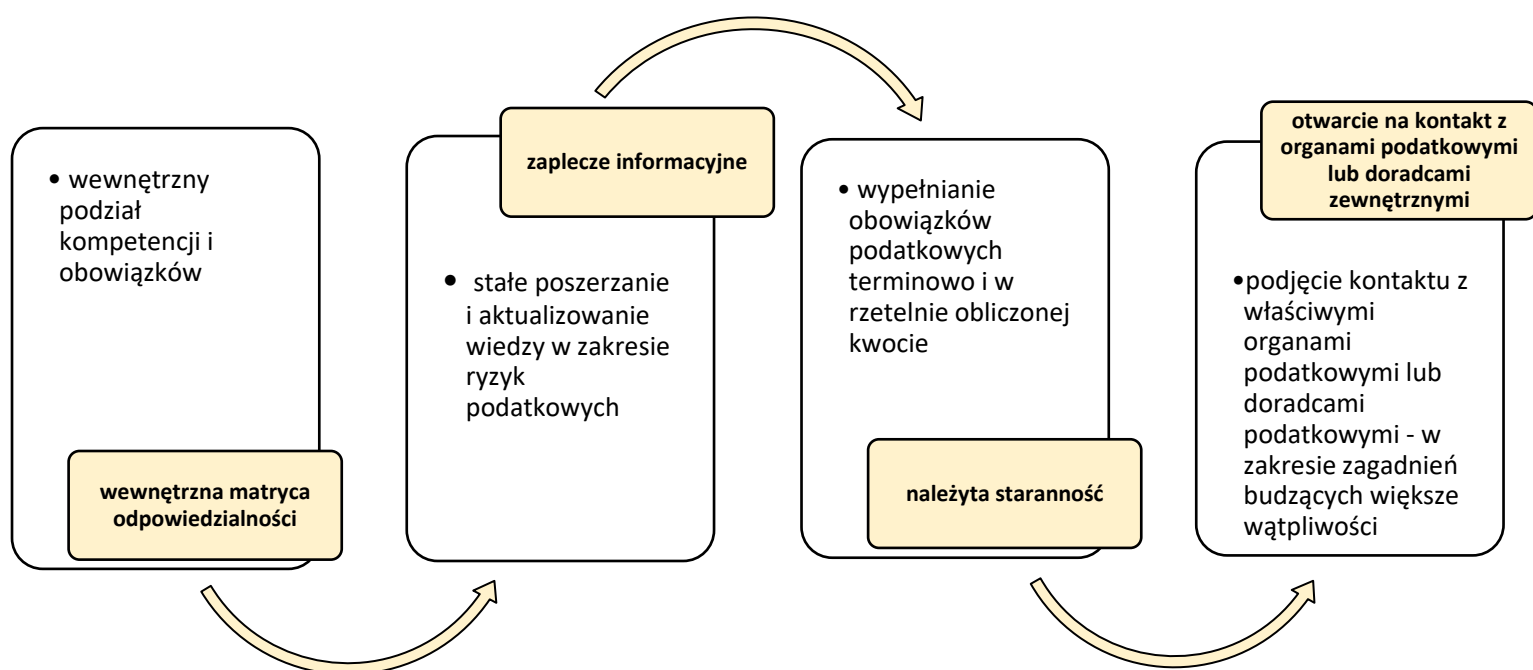 • wewnętrzny
podział
kompetencji i
obowiązków
wewnętrzna matryca
odpowiedzialności
zaplecze informacyjne
• stałe poszerzanie
i aktualizowanie
wiedzy w zakresie
ryzyk
podatkowych
• wypełnianie
obowiązków
podatkowych
terminowo i w
rzetelnie obliczonej
kwocie
należyta staranność
otwarcie na kontakt z
organami podatkowymi
lub doradcami
zewnętrznymi
•podjęcie kontaktu z
właściwymi
organami
podatkowymi lub
doradcami
podatkowymi - w
zakresie zagadnień
budzących większe
wątpliwości